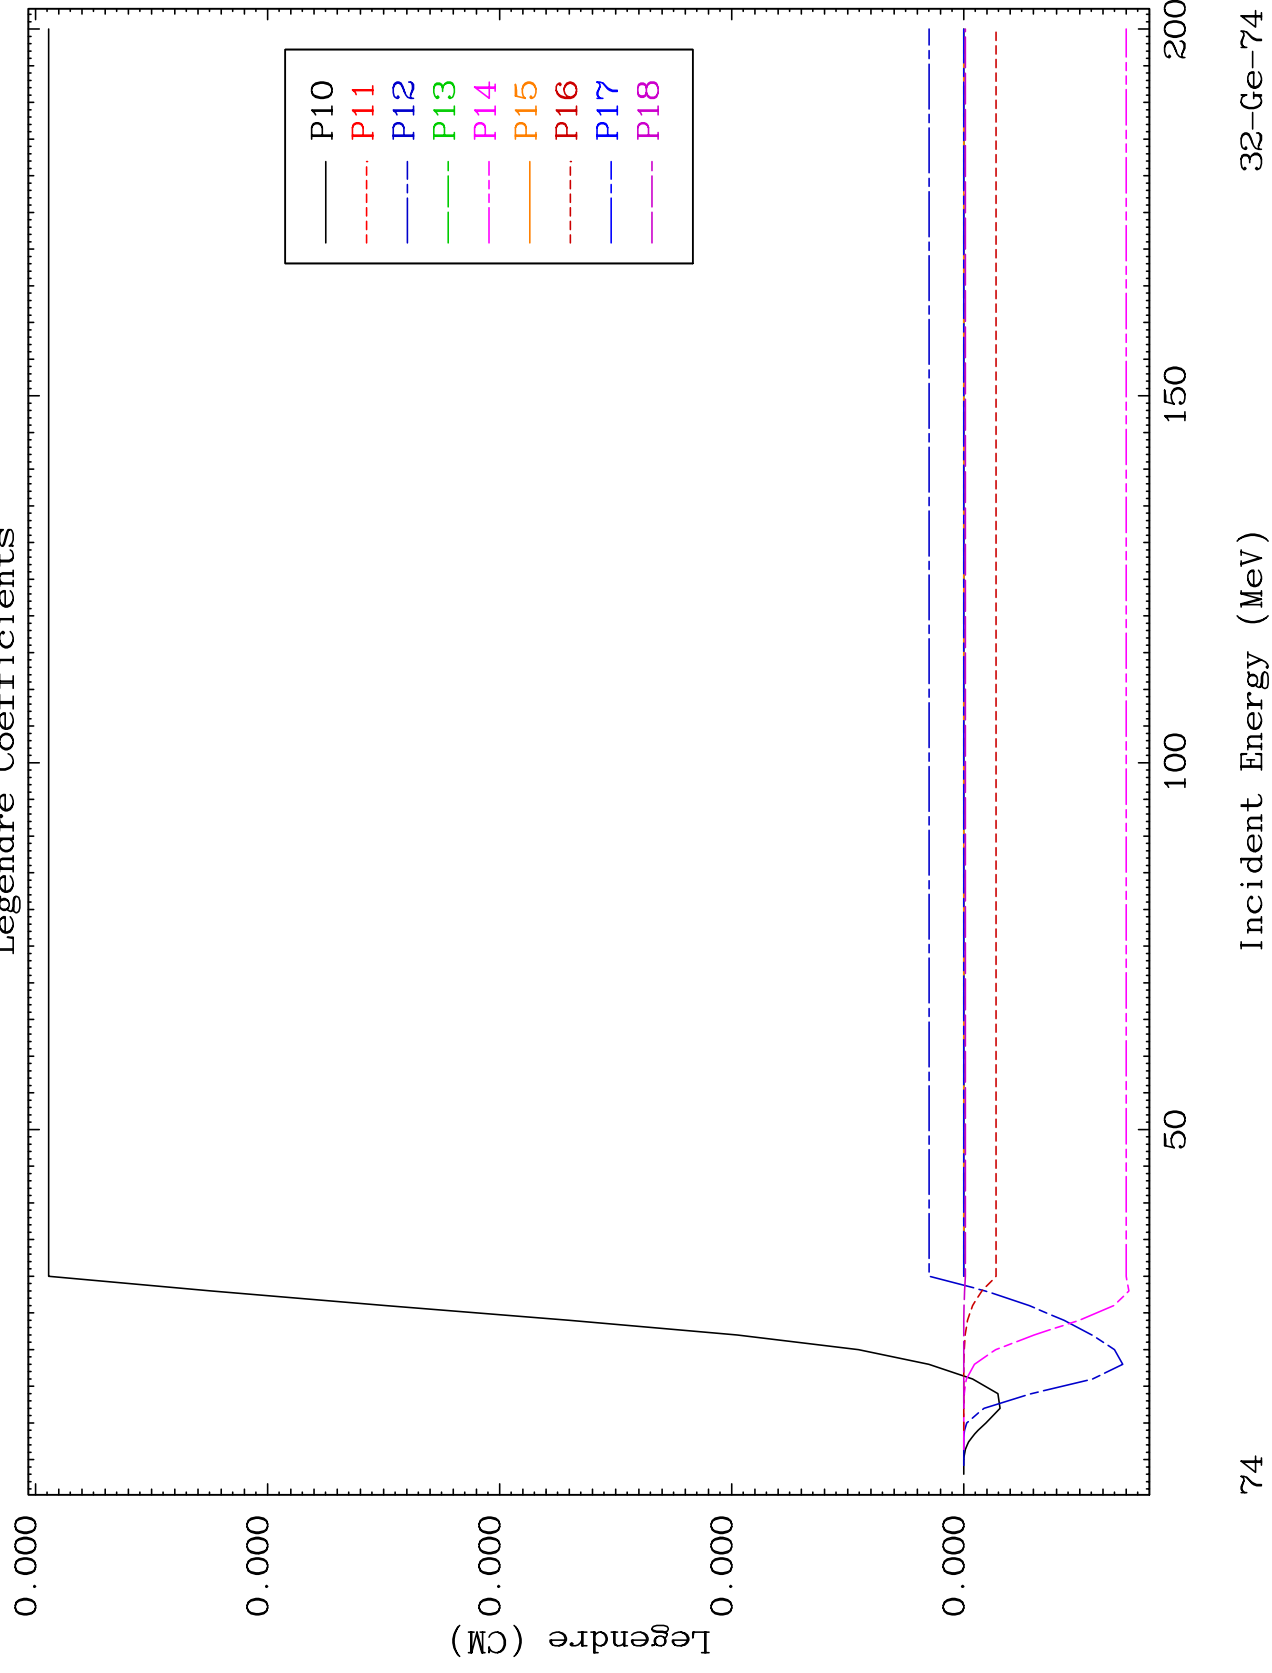 Legendre Coefficients
P10
P11
P12
P13
P14
P15
P16
P17
P18
Legendre (CM)
0.000
0.000
0.000
0.000
0.000
50
100
150
200
74
Incident Energy (MeV)
32-Ge-74